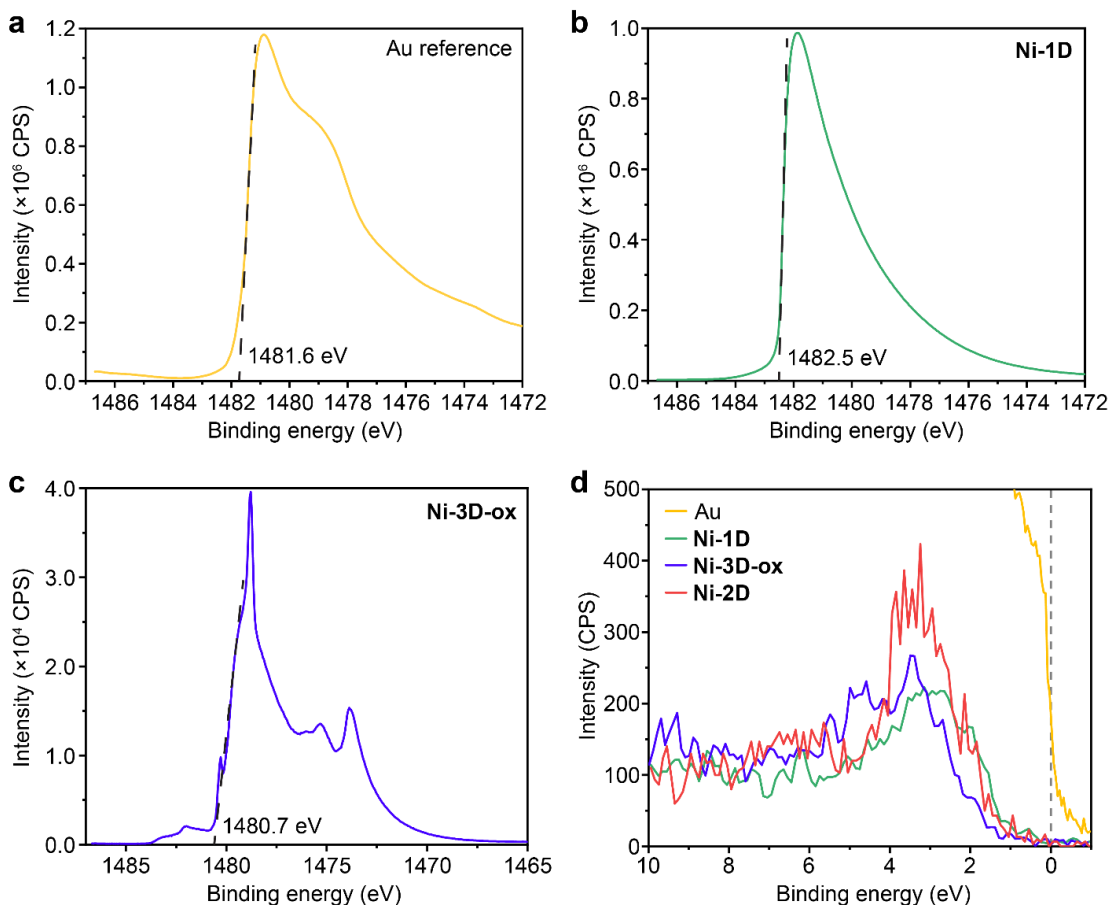 a
Au reference
Intensity (×10⁶ CPS)
1.2
1.0
0.8
0.6
0.4
0.2
0.0
1481.6 eV
1486 1484 1482 1480 1478 1476 1474 1472
Binding energy (eV)
b
Ni-1D
Intensity (×10⁶ CPS)
1.0
0.8
0.6
0.4
0.2
0.0
1482.5 eV
1486 1484 1482 1480 1478 1476 1474 1472
Binding energy (eV)
c
Ni-3D-ox
Intensity (×10⁴ CPS)
4.0
3.0
2.0
1.0
0.0
1480.7 eV
1485 1480 1475 1470 1465
Binding energy (eV)
d
Au
Ni-1D
Ni-3D-ox
Ni-2D
Intensity (CPS)
500
400
300
200
100
0
10 8 6 4 2 0
Binding energy (eV)